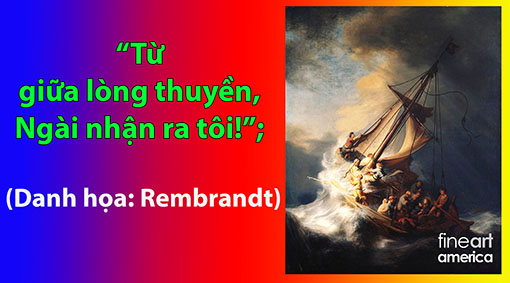 “Từ
giữa lòng thuyền,
Ngài nhận ra tôi!”;
(Danh họa: Rembrandt)
fineart
america